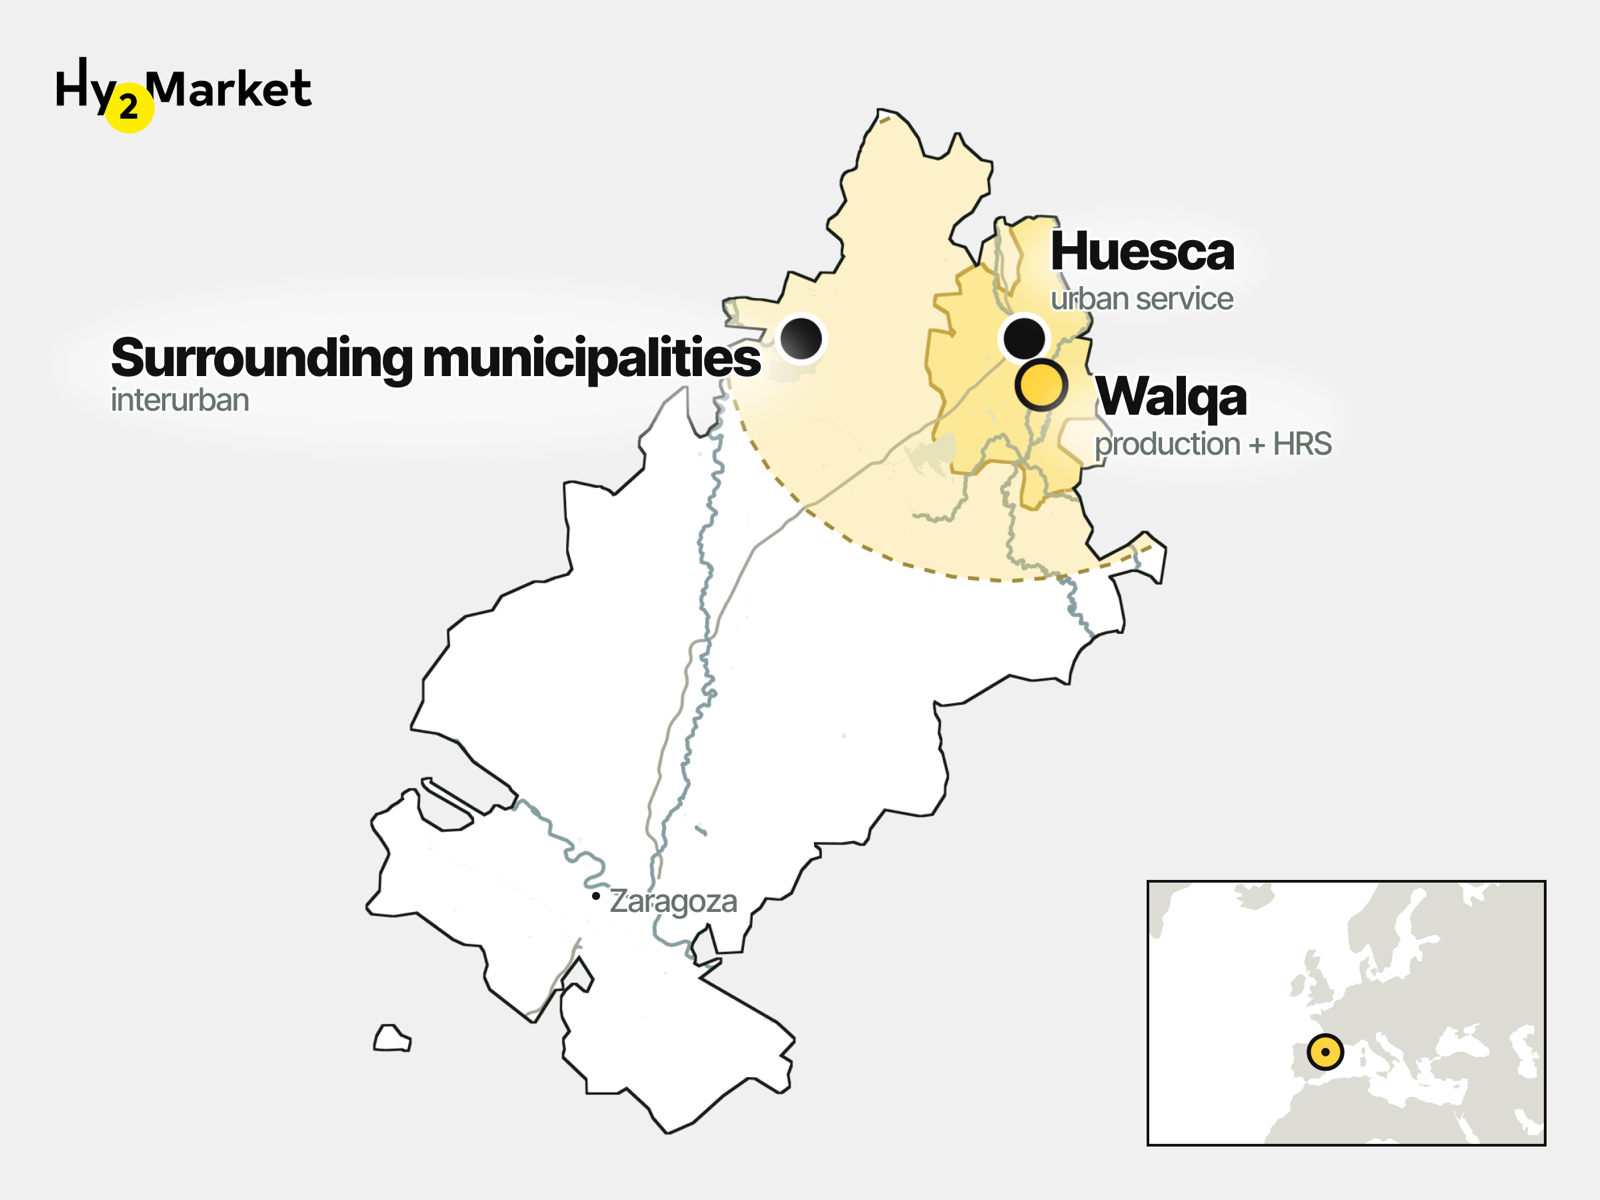 Hy2Market
Huesca
urban service
Surrounding municipalities
interurban
Walqa
production + HRS
Zaragoza